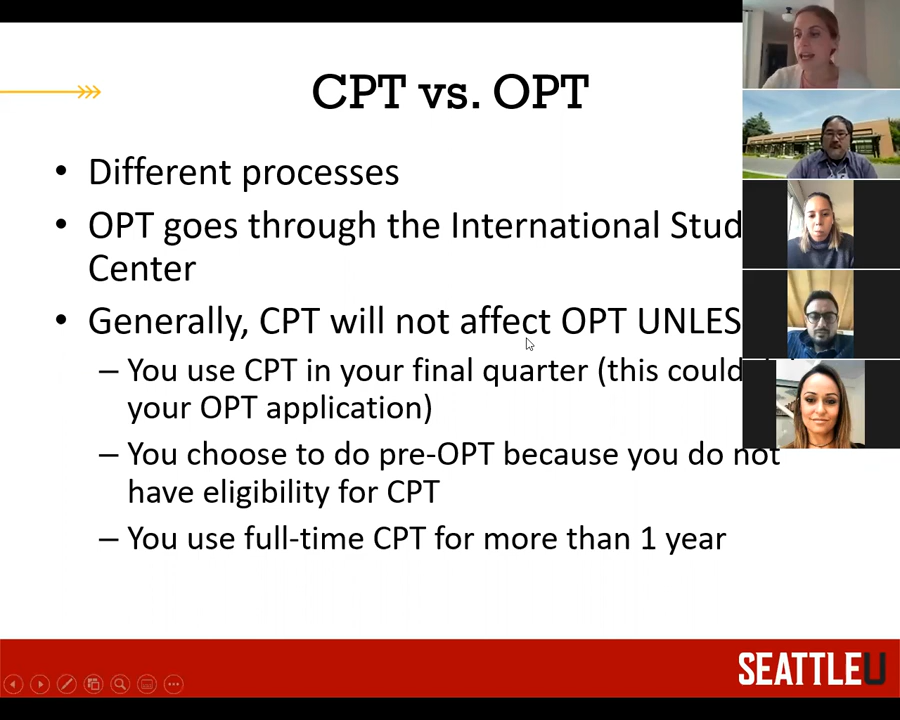 CPT vs. OPT
• Different processes
• OPT goes through the International Stud
Center
• Generally, CPT will not affect OPT UNLES
– You use CPT in your final quarter (this could
your OPT application)
– You choose to do pre-OPT because you do not
have eligibility for CPT
– You use full-time CPT for more than 1 year
SEATTLEU